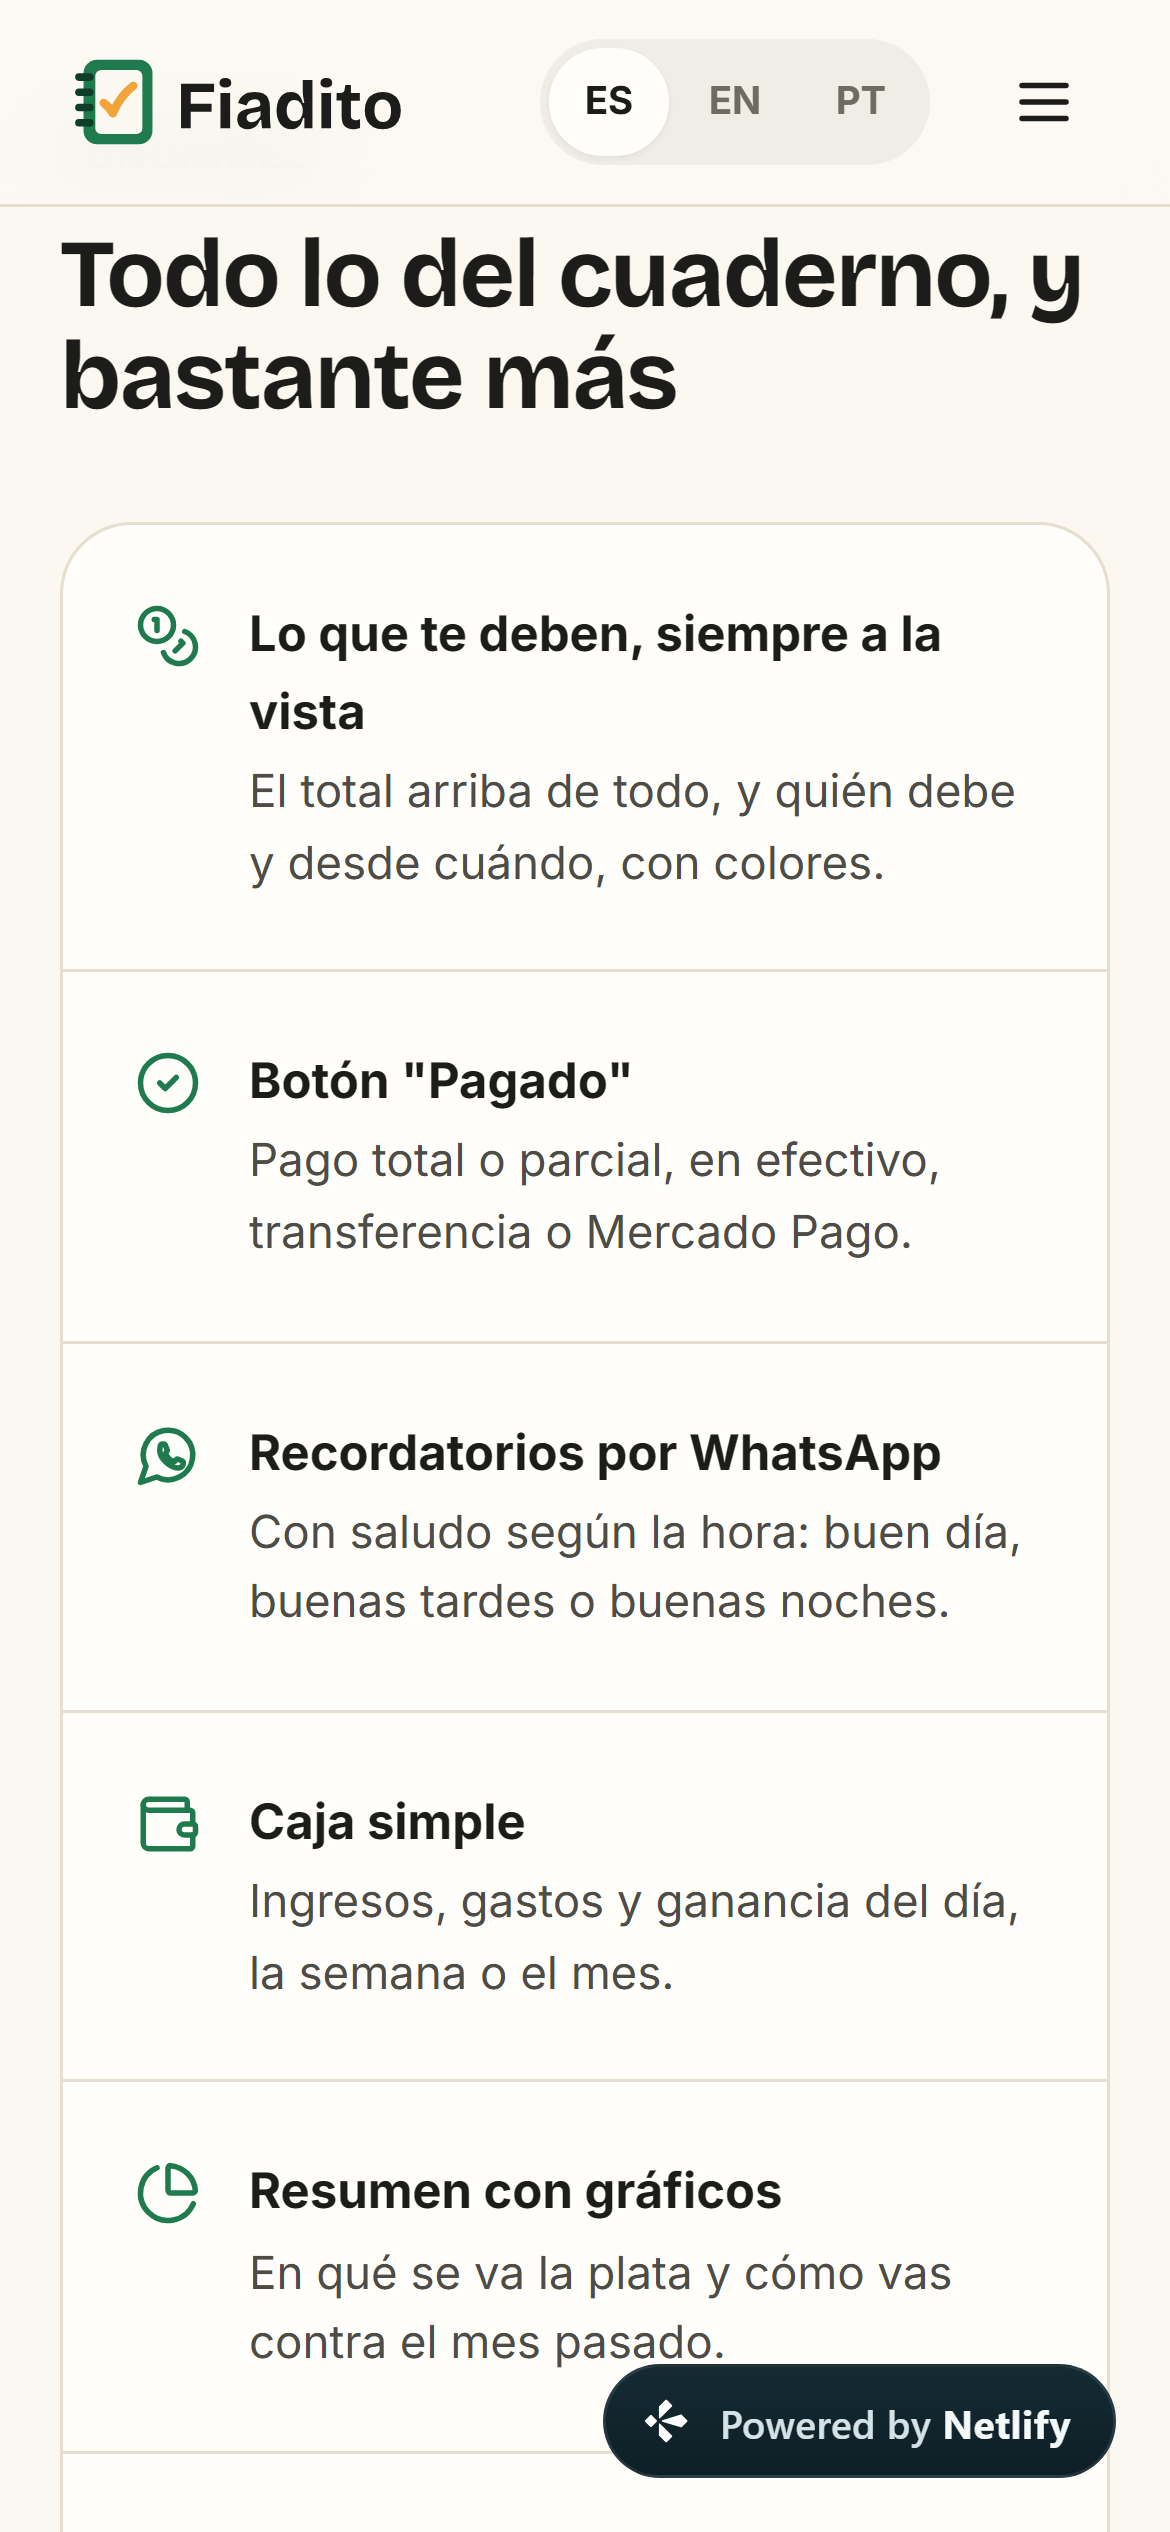 Fiadito
ES EN PT
Todo lo del cuaderno, y
bastante más
Lo que te deben, siempre a la
vista
El total arriba de todo, y quién debe
y desde cuándo, con colores.
Botón "Pagado"
Pago total o parcial, en efectivo,
transferencia o Mercado Pago.
Recordatorios por WhatsApp
Con saludo según la hora: buen día,
buenas tardes o buenas noches.
Caja simple
Ingresos, gastos y ganancia del día,
la semana o el mes.
Resumen con gráficos
En qué se va la plata y cómo vas
contra el mes pasado.
Powered by Netlify